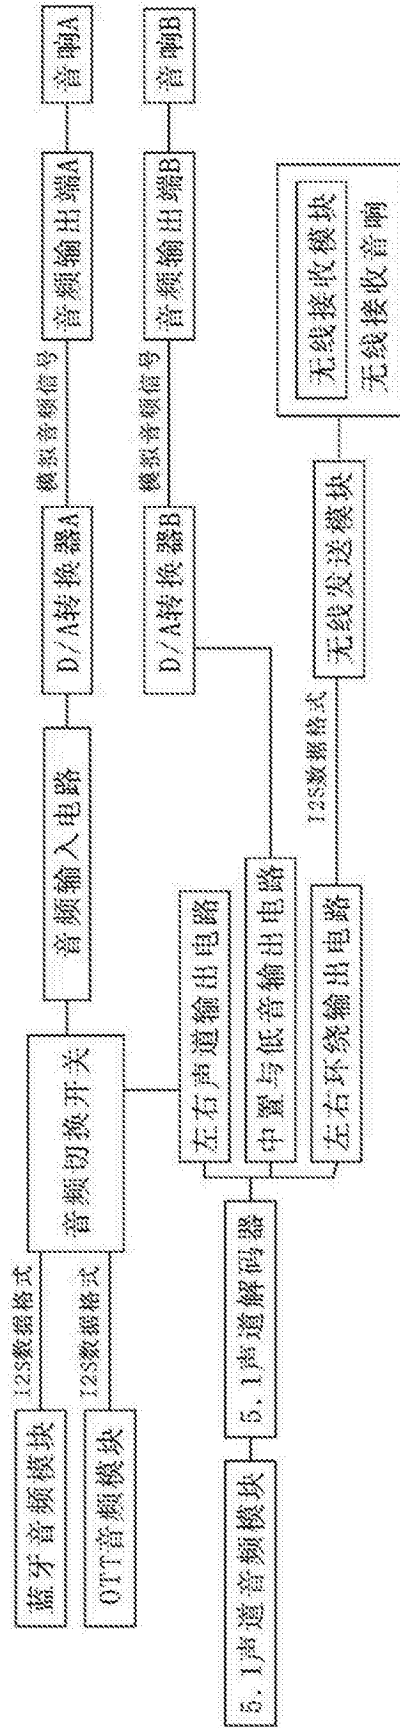 蓝牙音频模块
I2S数据格式
OTT音频模块
I2S数据格式
音频切换开关
音频输入电路
D/A转换器A
模拟音频信号
音频输出端A
音响A
5.1声道音频模块
5.1声道解码器
左右声道输出电路
中置与低音输出电路
左右环绕输出电路
D/A转换器B
模拟音频信号
音频输出端B
音响B
I2S数据格式
无线发送模块
无线接收模块
无线接收音响